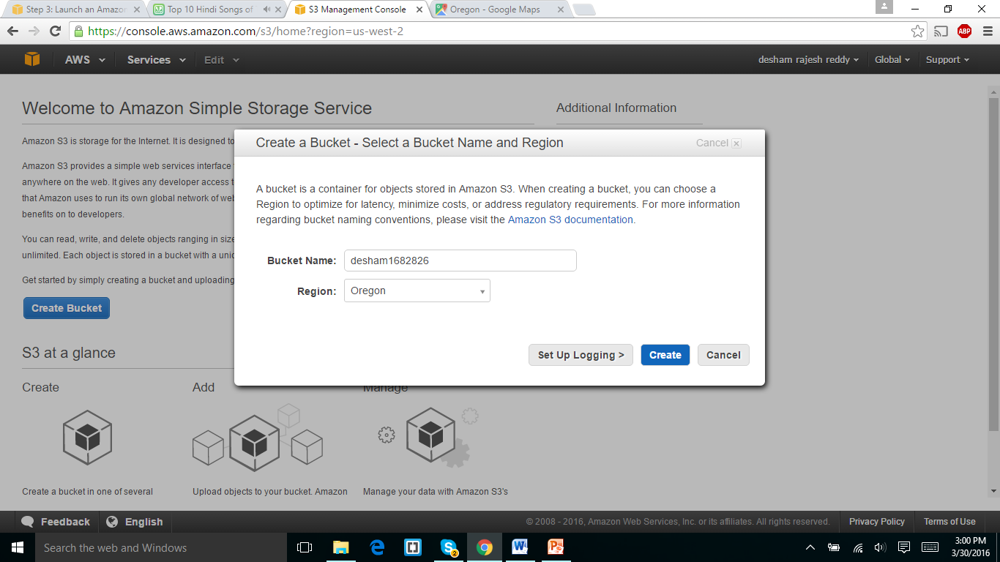 Step 3: Launch an Amazon
Top 10 Hindi Songs of
S3 Management Console
Oregon - Google Maps
https://console.aws.amazon.com/s3/home?region=us-west-2
ABP
AWS
Services
Edit
desham rajesh reddy
Global
Support
Welcome to Amazon Simple Storage Service
Additional Information
Amazon S3 is storage for the Internet. It is designed to
Amazon S3 provides a simple web services interface
anywhere on the web. It gives any developer access
that Amazon uses to run its own global network of web
benefits on to developers.
You can read, write, and delete objects ranging in size
unlimited. Each object is stored in a bucket with a
Get started by simply creating a bucket and uploading
Create Bucket
Create a Bucket - Select a Bucket Name and Region
Cancel
A bucket is a container for objects stored in Amazon S3. When creating a bucket, you can choose a
Region to optimize for latency, minimize costs, or address regulatory requirements. For more information
regarding bucket naming conventions, please visit the Amazon S3 documentation.
Bucket Name: desham1682826
Region: Oregon
Set Up Logging >
Create
Cancel
S3 at a glance
Create
Add
Manage
Create a bucket in one of several
Upload objects to your bucket. Amazon
Manage your data with Amazon S3's
Feedback
English
© 2008 - 2016, Amazon Web Services, Inc. or its affiliates. All rights reserved.
Privacy Policy
Terms of Use
Search the web and Windows
2
3:00 PM
3/30/2016